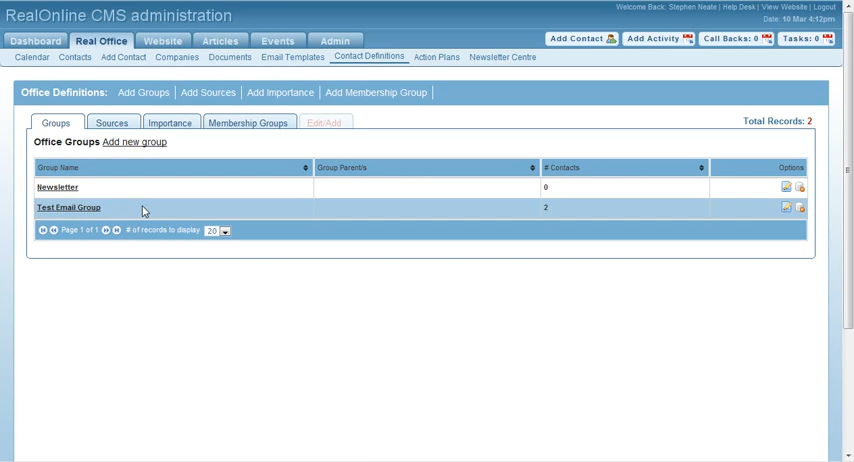 Welcome Back: Stephen Neate | Help Desk | View Website | Logout
RealOnline CMS administration
Date: 10 Mar 4:12pm
Dashboard Real Office Website Articles Events Admin
Add Contact Add Activity Call Backs: 0 Tasks: 0
Calendar Contacts Add Contact Companies Documents Email Templates Contact Definitions Action Plans Newsletter Centre
Office Definitions: Add Groups | Add Sources | Add Importance | Add Membership Group |
Groups Sources Importance Membership Groups Edit/Add
Total Records: 2
Office Groups Add new group
Group Name Group Parent/s # Contacts Options
Newsletter 0
Test Email Group 2
Page 1 of 1 # of records to display 20